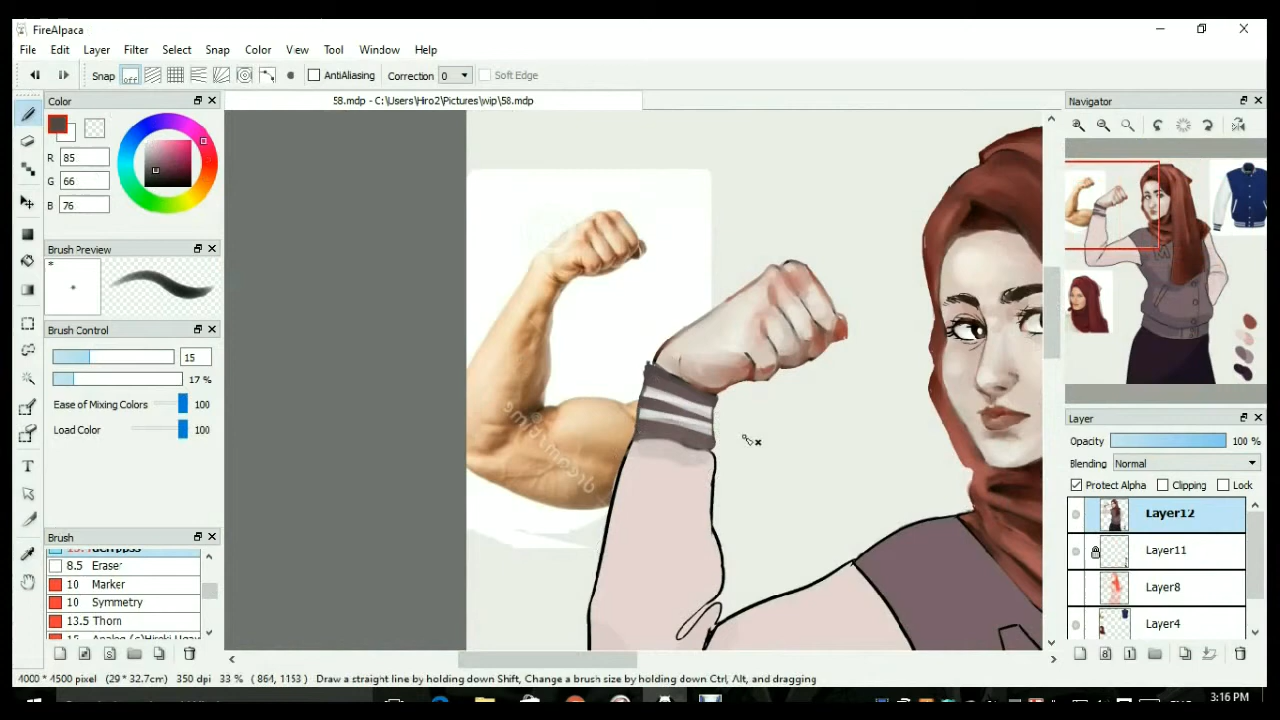 FireAlpaca
File Edit Layer Filter Select Snap Color View Tool Window Help
Snap off AntiAliasing Correction 0 Soft Edge
Color
58.mdp - C:\Users\Hiro2\Pictures\wip\58.mdp
Navigator
R 85
G 66
B 76
Brush Preview
*
Brush Control
15
17 %
Ease of Mixing Colors 100
Load Color 100
Brush
8.5 Eraser
10 Marker
10 Symmetry
13.5 Thorn
M
Layer
Opacity 100 %
Blending Normal
Protect Alpha Clipping Lock
Layer12
Layer11
Layer8
Layer4
4000 * 4500 pixel (29 * 32.7cm) 350 dpi 33 % ( 864, 1153 ) Draw a straight line by holding down Shift, Change a brush size by holding down Ctrl, Alt, and dragging
3:16 PM